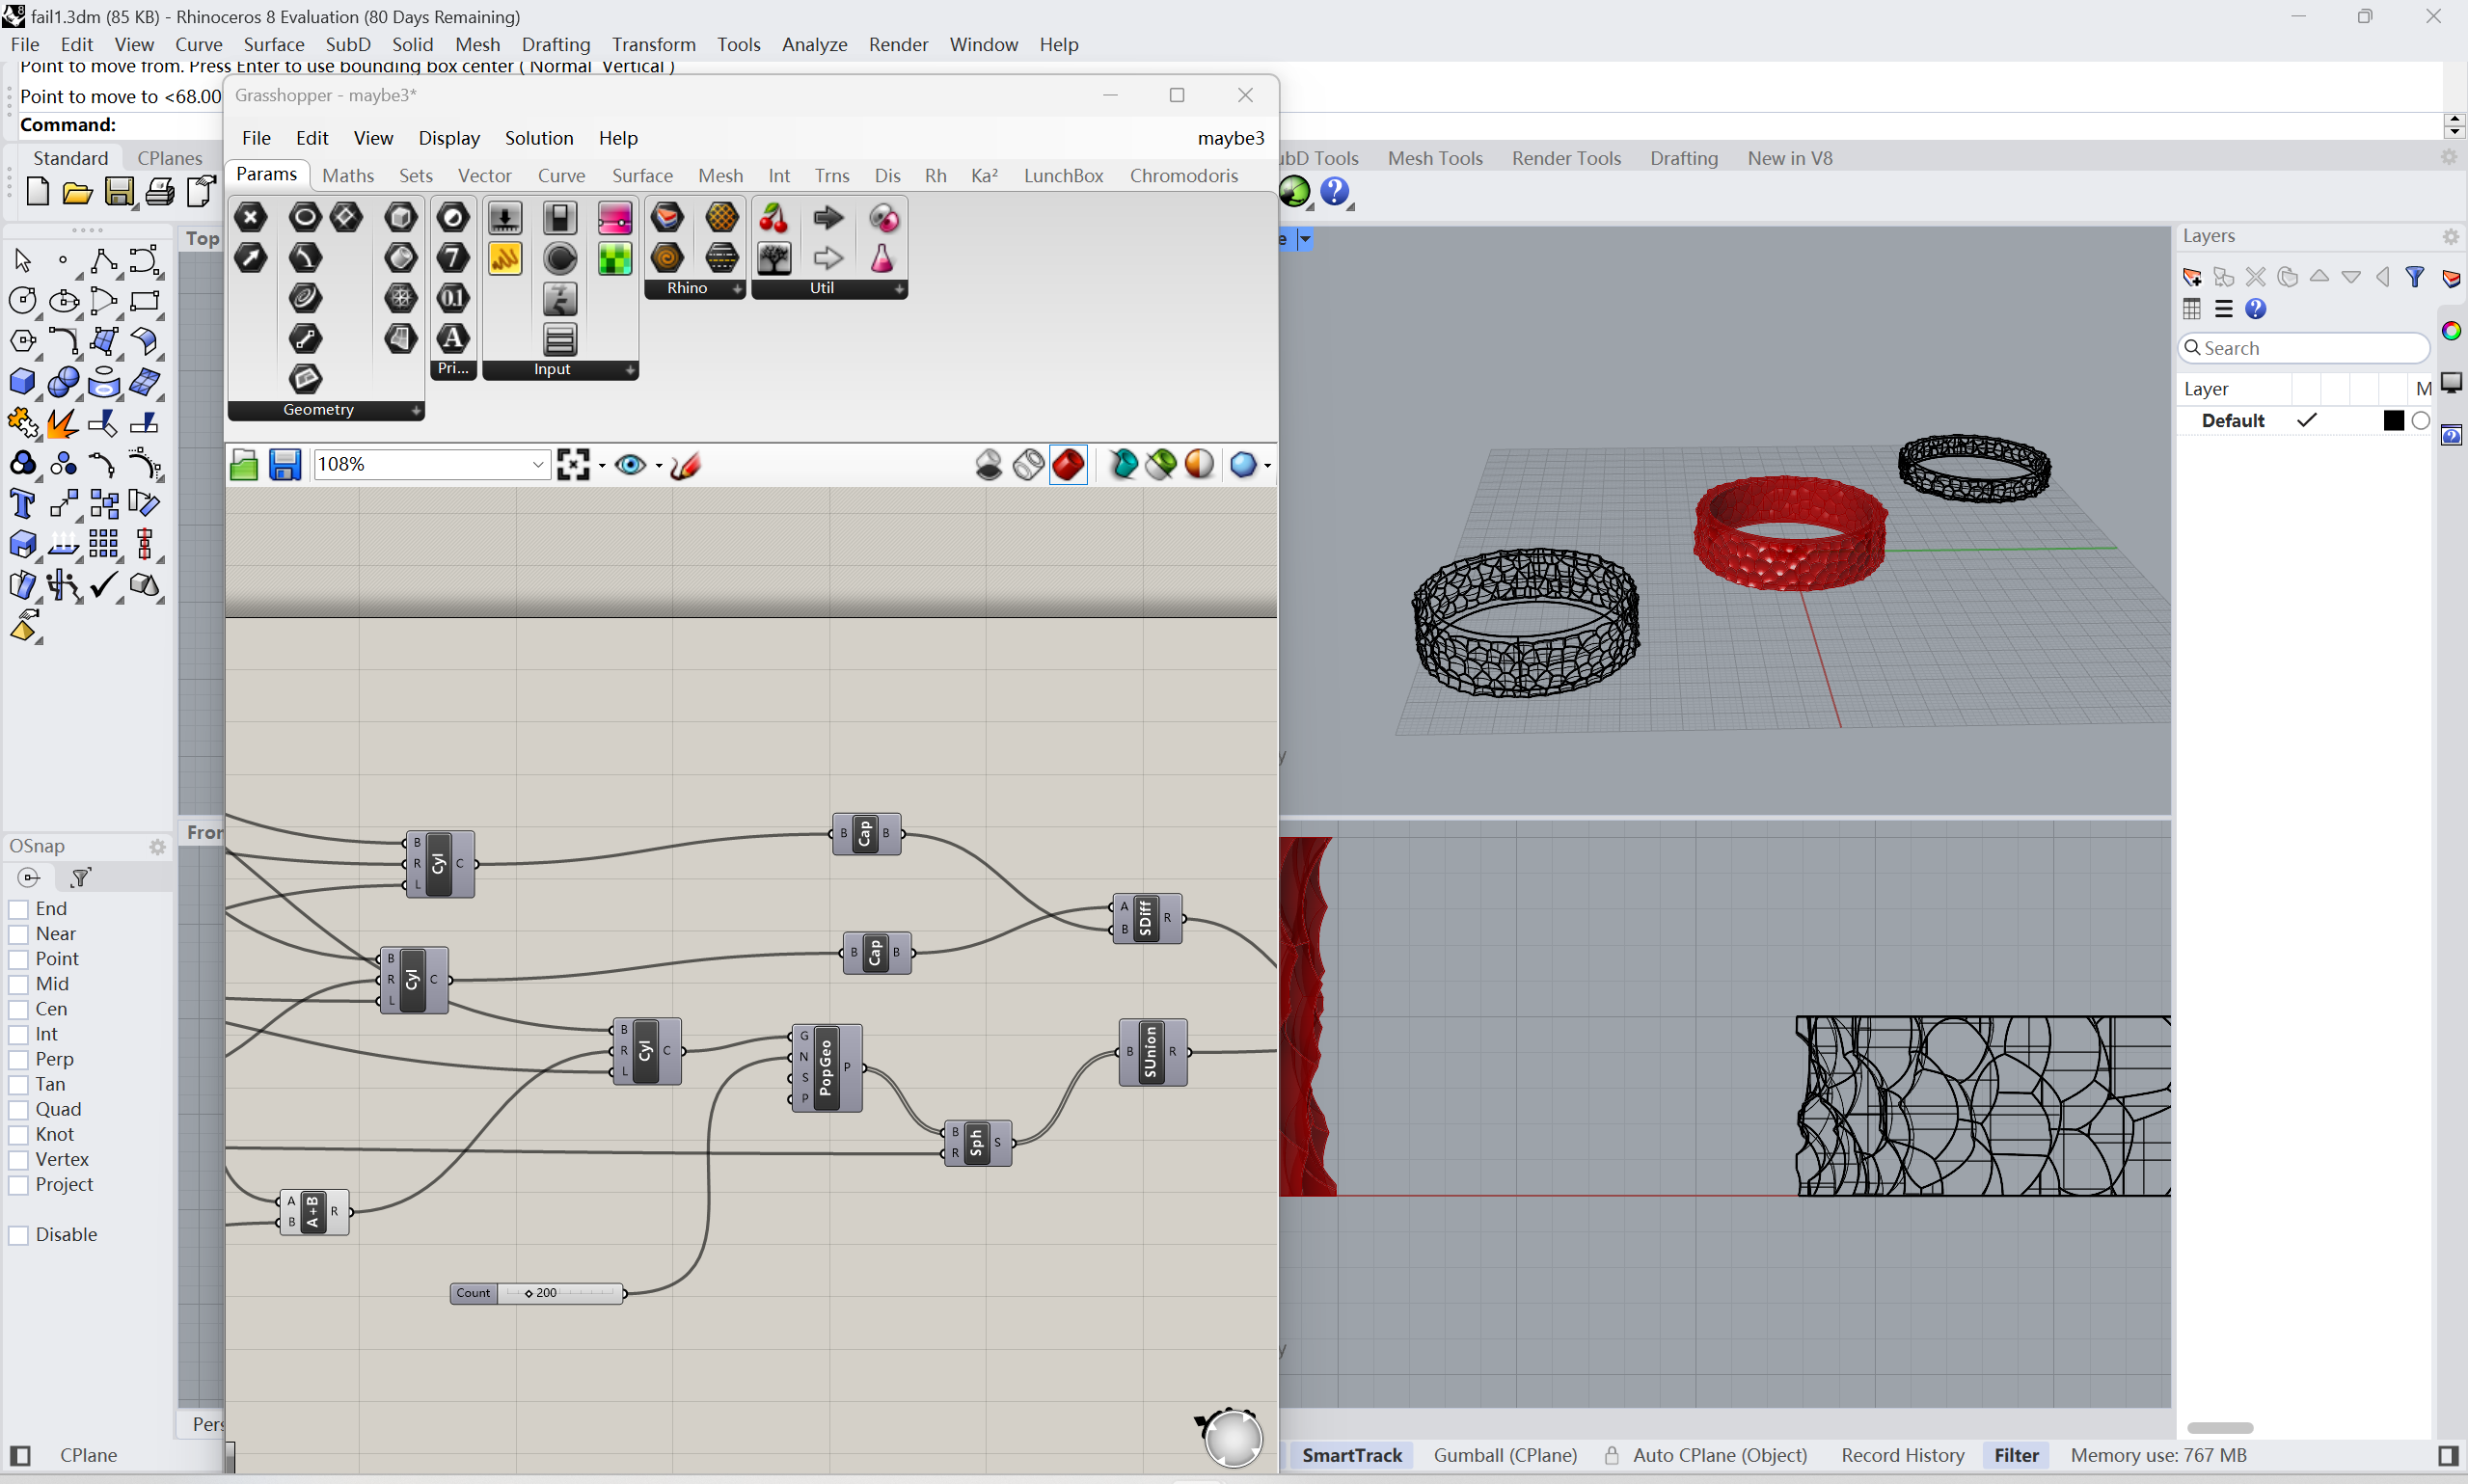 fail1.3dm (85 KB) - Rhinoceros 8 Evaluation (80 Days Remaining)
File Edit View Curve Surface SubD Solid Mesh Drafting Transform Tools Analyze Render Window Help
Point to move from. Press Enter to use bounding box center ( Normal Vertical )
Point to move to <68.00
Command:
Standard CPlanes
Mesh Tools Render Tools Drafting New in V8
Grasshopper - maybe3*
File Edit View Display Solution Help maybe3
Params Maths Sets Vector Curve Surface Mesh Int Trns Dis Rh Ka² LunchBox Chromodoris
Geometry
Pri...
Input
Rhino
Util
108%
Top
B R L Cyl C
B Cap B
A B SDiff R
B Cap B
B R L Cyl C
B R L Cyl C
G N S P PopGeo P
B SUnion R
B R Sph S
A B A+B R
Count 200
Layers
Search
Layer M
Default
OSnap
End
Near
Point
Mid
Cen
Int
Perp
Tan
Quad
Knot
Vertex
Project
Disable
CPlane
SmartTrack Gumball (CPlane) Auto CPlane (Object) Record History Filter Memory use: 767 MB